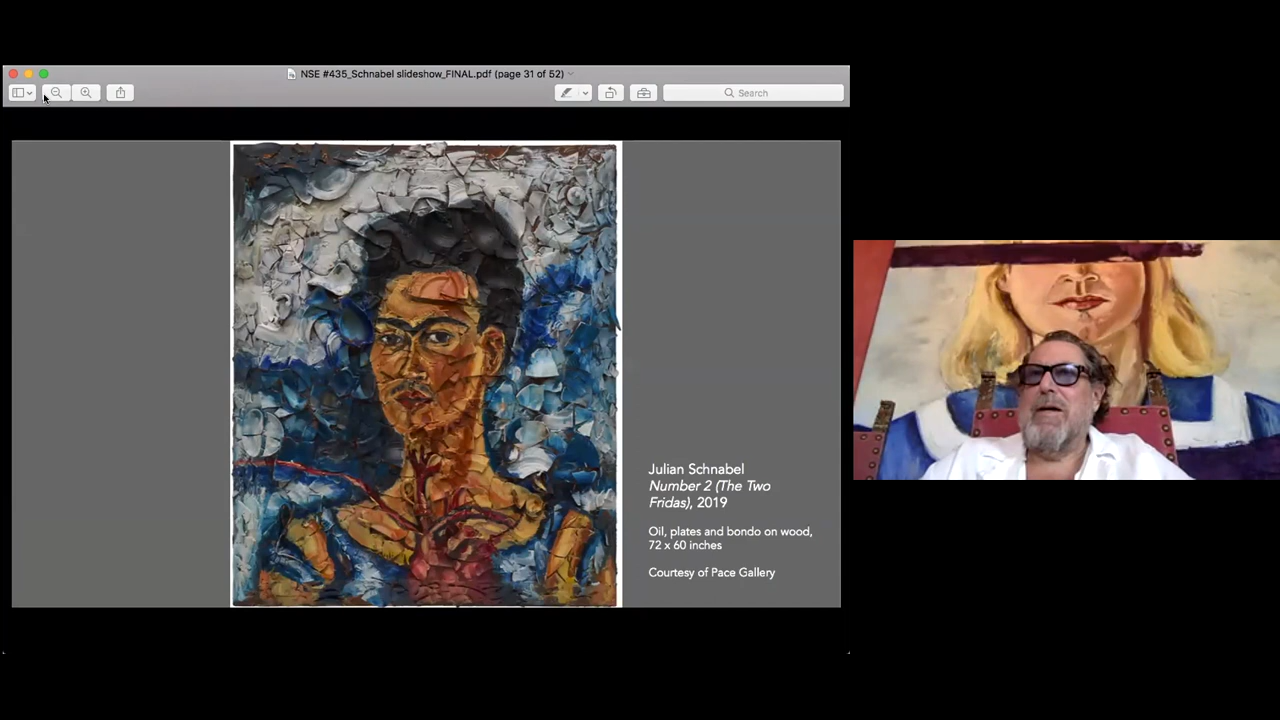 NSE #435_Schnabel slideshow_FINAL.pdf (page 31 of 52)
Search
Julian Schnabel
Number 2 (The Two
Fridas), 2019
Oil, plates and bondo on wood,
72 x 60 inches
Courtesy of Pace Gallery